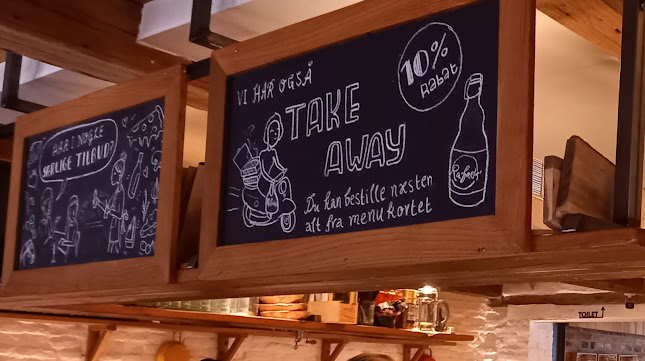 HAR I NOGLE
SÆRLIGE TILBUD?
VI HAR OGSÅ
TAKE
AWAY
10%
Rabat
Du kan bestille næsten
alt fra menu kortet
TOILET